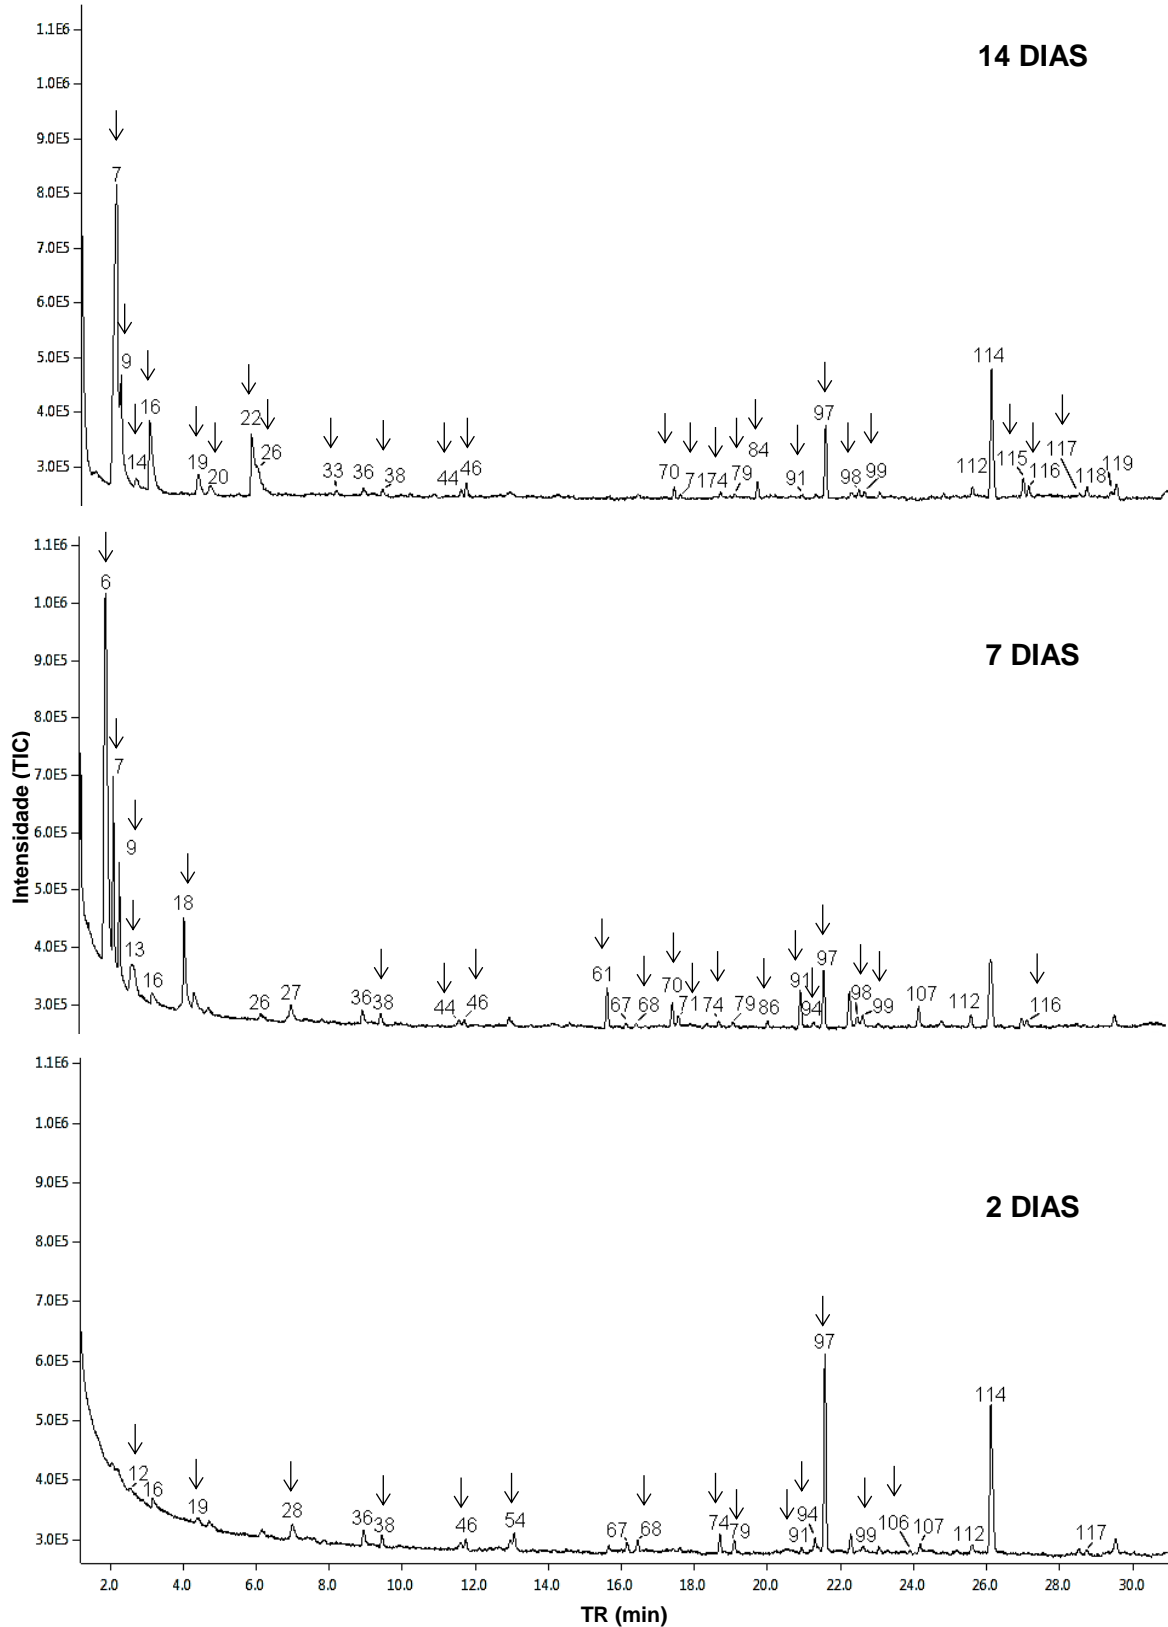 14 DIAS
1.1E6
1.0E6
9.0E5
8.0E5
7.0E5
6.0E5
5.0E5
4.0E5
3.0E5
7
9
14
16
19
20
22
26
33
36
38
44
46
70
71
74
79
84
91
97
98
99
112
114
115
116
117
118
119
7 DIAS
Intensidade (TIC)
1.1E6
1.0E6
9.0E5
8.0E5
7.0E5
6.0E5
5.0E5
4.0E5
3.0E5
6
7
9
13
16
18
26
27
36
38
44
46
61
67
68
70
71
74
79
86
91
94
97
98
99
107
112
116
2 DIAS
1.1E6
1.0E6
9.0E5
8.0E5
7.0E5
6.0E5
5.0E5
4.0E5
3.0E5
12
16
19
28
36
38
46
54
67
68
74
79
91
94
97
99
106
107
112
114
117
2.0 4.0 6.0 8.0 10.0 12.0 14.0 16.0 18.0 20.0 22.0 24.0 26.0 28.0 30.0
TR (min)